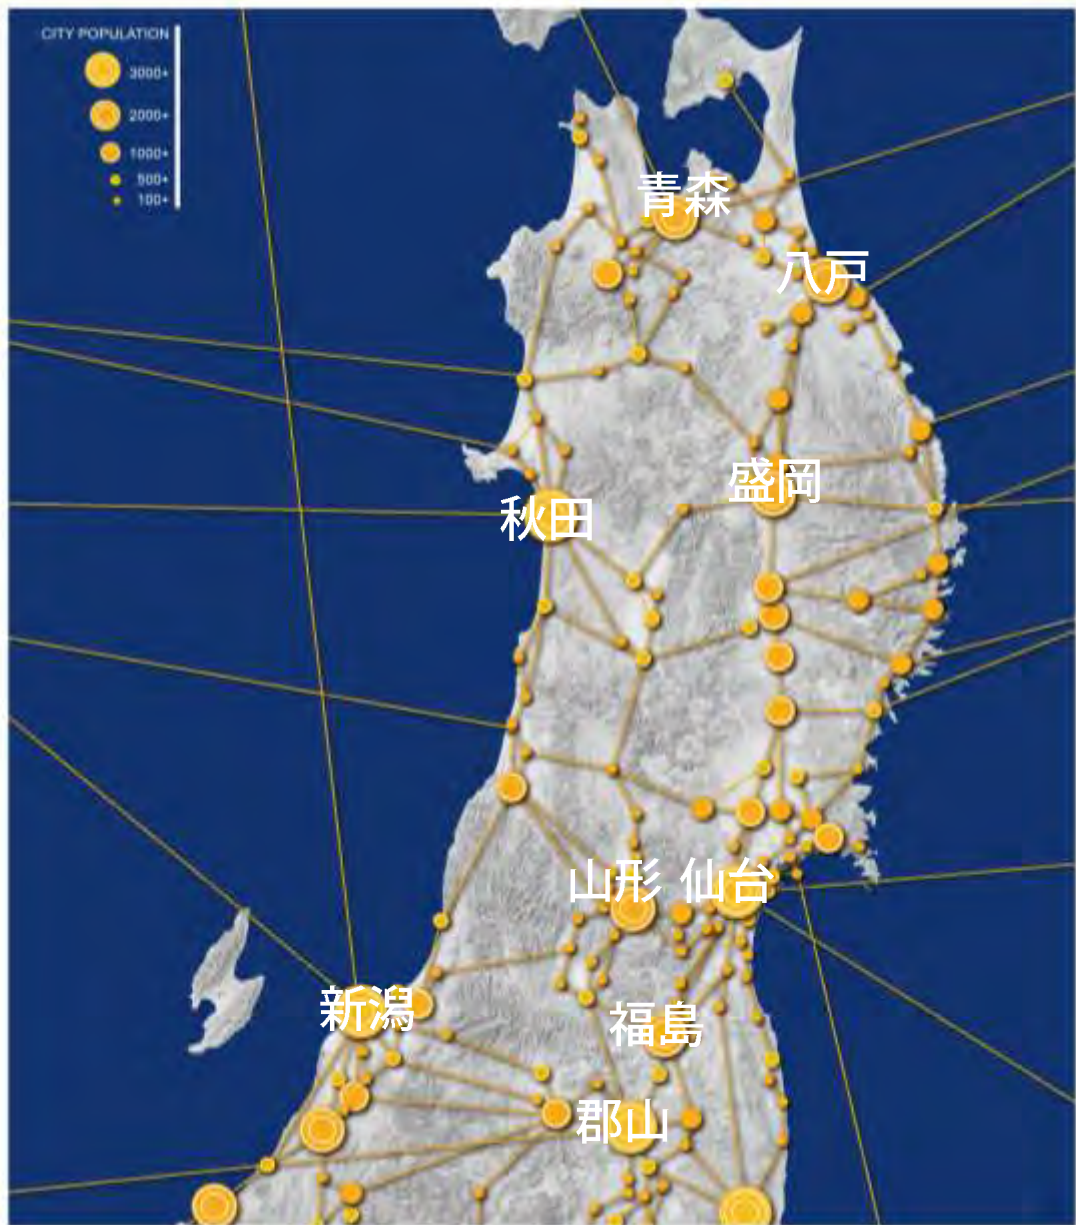 CITY POPULATION
3000+
2000+
1000+
500+
100+
青森
八戸
盛岡
秋田
山形 仙台
新潟
福島
郡山